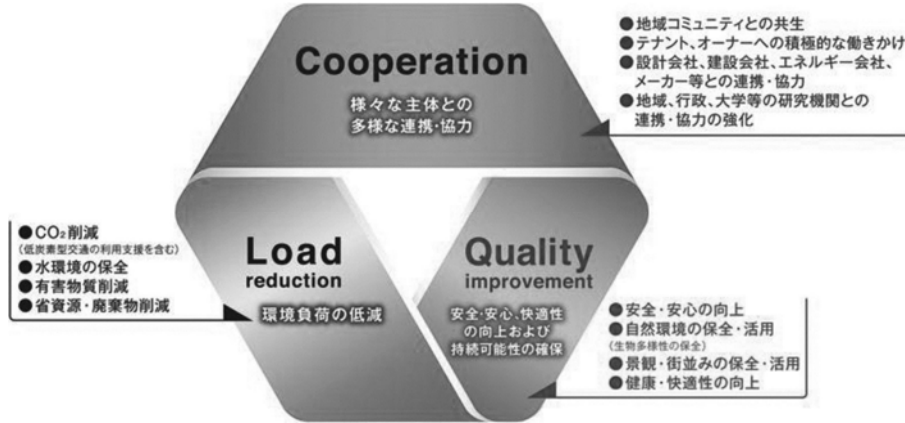 Cooperation
様々な主体との
多様な連携・協力
●地域コミュニティとの共生
●テナント、オーナーへの積極的な働きかけ
●設計会社、建設会社、エネルギー会社、
メーカー等との連携・協力
●地域、行政、大学等の研究機関との
連携・協力の強化
Load
reduction
環境負荷の低減
●CO₂削減
(低炭素型交通の利用支援を含む)
●水環境の保全
●有害物質削減
●省資源・廃棄物削減
Quality
improvement
安全・安心、快適性
の向上および
持続可能性の確保
●安全・安心の向上
●自然環境の保全・活用
(生物多様性の保全)
●景観・街並みの保全・活用
●健康・快適性の向上